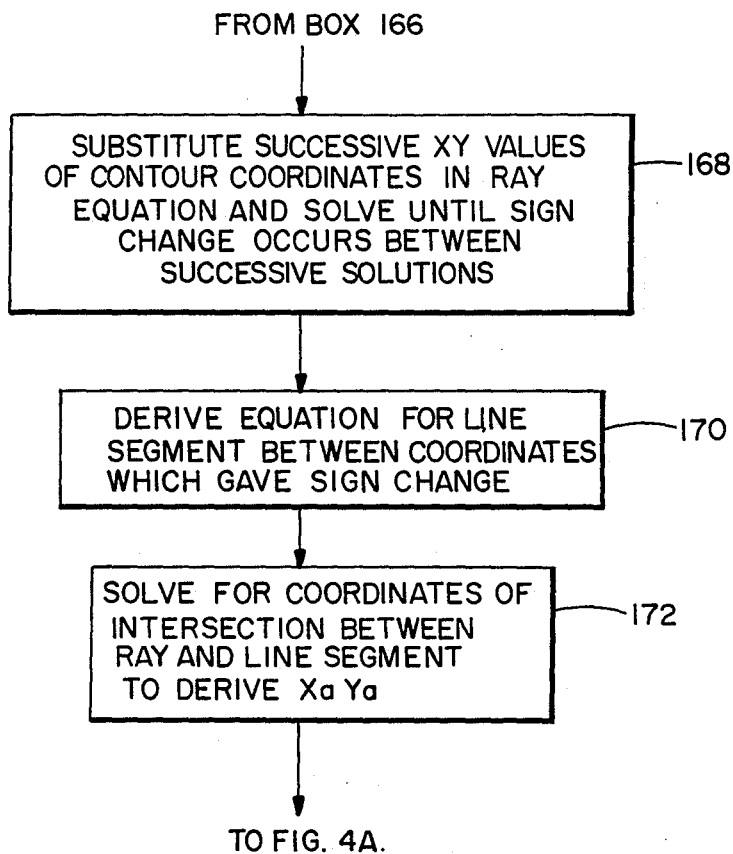 FROM BOX 166
SUBSTITUTE SUCCESSIVE XY VALUES
OF CONTOUR COORDINATES IN RAY
EQUATION AND SOLVE UNTIL SIGN
CHANGE OCCURS BETWEEN
SUCCESSIVE SOLUTIONS
168
DERIVE EQUATION FOR LINE
SEGMENT BETWEEN COORDINATES
WHICH GAVE SIGN CHANGE
170
SOLVE FOR COORDINATES OF
INTERSECTION BETWEEN
RAY AND LINE SEGMENT
TO DERIVE Xa Ya
172
TO FIG. 4A.